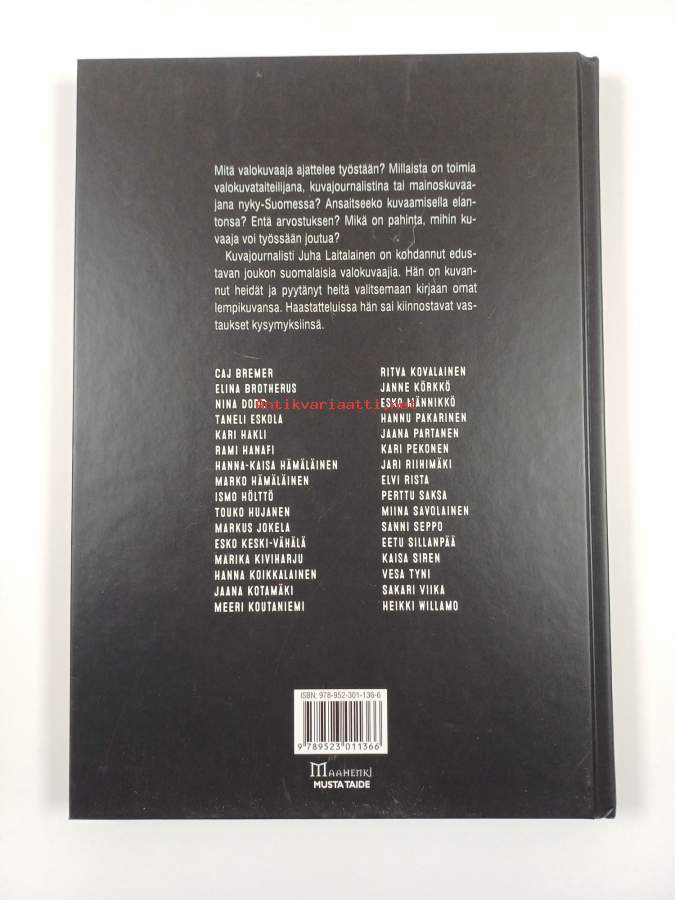 Mitä valokuvaaja ajattelee työstään? Millaista on toimia
valokuvataiteilijana, kuvajournalistina tai mainoskuvaa-
jana nyky-Suomessa? Ansaitseeko kuvaamisella elan-
tonsa? Entä arvostuksen? Mikä on pahinta, mihin ku-
vaaja voi työssään joutua?
Kuvajournalisti Juha Laitalainen on kohdannut edus-
tavan joukon suomalaisia valokuvaajia. Hän on kuvan-
nut heidät ja pyytänyt heitä valitsemaan kirjaan omat
lempikuvansa. Haastatteluissa hän sai kiinnostavat vas-
taukset kysymyksiinsä.
CAJ BREMER
ELINA BROTHERUS
NINA DODD
TANELI ESKOLA
KARI HAKLI
RAMI HANAFI
HANNA-KAISA HÄMÄLÄINEN
MARKO HÄMÄLÄINEN
ISMO HÖLTTÖ
TOUKO HUJANEN
MARKUS JOKELA
ESKO KESKI-VÄHÄLÄ
MARIKA KIVIHARJU
HANNA KOIKKALAINEN
JAANA KOTAMÄKI
MEERI KOUTANIEMI
RITVA KOVALAINEN
JANNE KÖRKKÖ
ESKO MÄNNIKKÖ
HANNU PAKARINEN
JAANA PARTANEN
KARI PEKONEN
JARI RIIHIMÄKI
ELVI RISTA
PERTTU SAKSA
MIINA SAVOLAINEN
SANNI SEPPO
EETU SILLANPÄÄ
KAISA SIREN
VESA TYNI
SAKARI VIIKA
HEIKKI WILLAMO
Antikvariaatti.net
ISBN: 978-952-301-136-6
9 789523 011366
MAAHENKI
MUSTA TAIDE